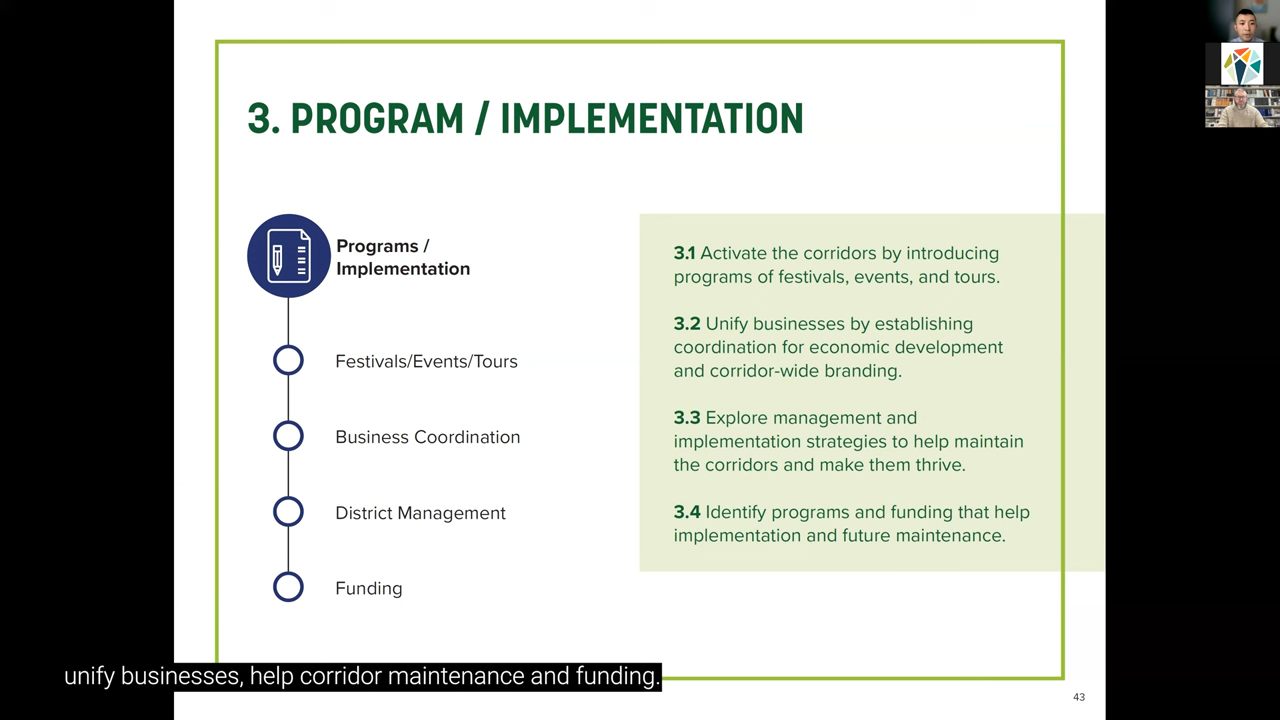 3. PROGRAM / IMPLEMENTATION
Programs /
Implementation
Festivals/Events/Tours
Business Coordination
District Management
Funding
3.1 Activate the corridors by introducing
programs of festivals, events, and tours.
3.2 Unify businesses by establishing
coordination for economic development
and corridor-wide branding.
3.3 Explore management and
implementation strategies to help maintain
the corridors and make them thrive.
3.4 Identify programs and funding that help
implementation and future maintenance.
unify businesses, help corridor maintenance and funding.
43